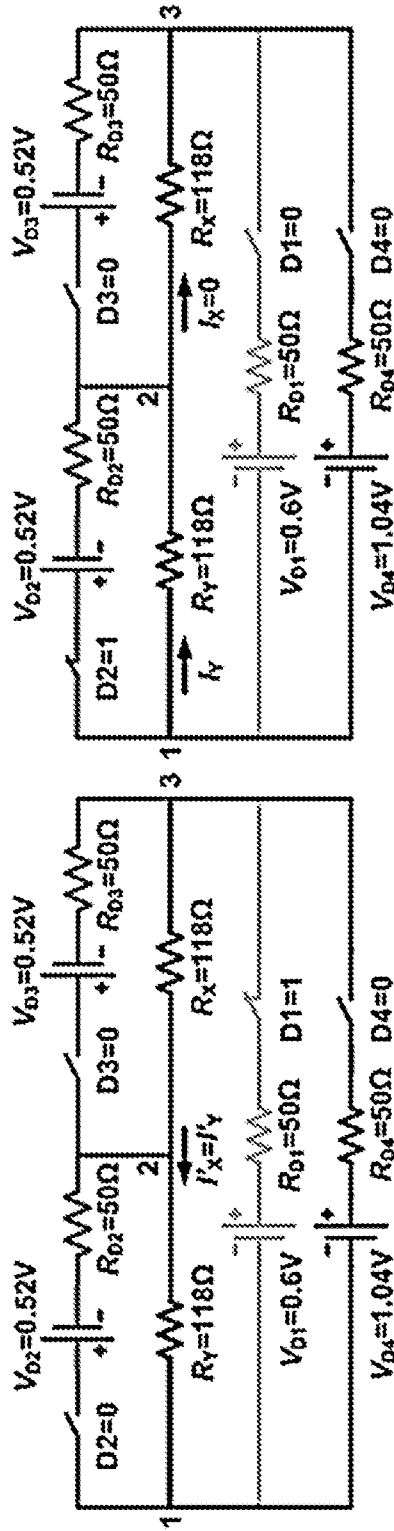 V_D2=0.52V
V_D3=0.52V
D2=0
R_D2=50Ω
D3=0
R_D3=50Ω
1
2
3
R_Y=118Ω
I'_X=I'_Y
R_X=118Ω
V_D1=0.6V
R_D1=50Ω
D1=1
V_D4=1.04V
R_D4=50Ω
D4=0
V_D2=0.52V
V_D3=0.52V
D2=1
R_D2=50Ω
D3=0
R_D3=50Ω
1
2
3
I_Y
R_Y=118Ω
I_X=0
R_X=118Ω
V_D1=0.6V
R_D1=50Ω
D1=0
V_D4=1.04V
R_D4=50Ω
D4=0